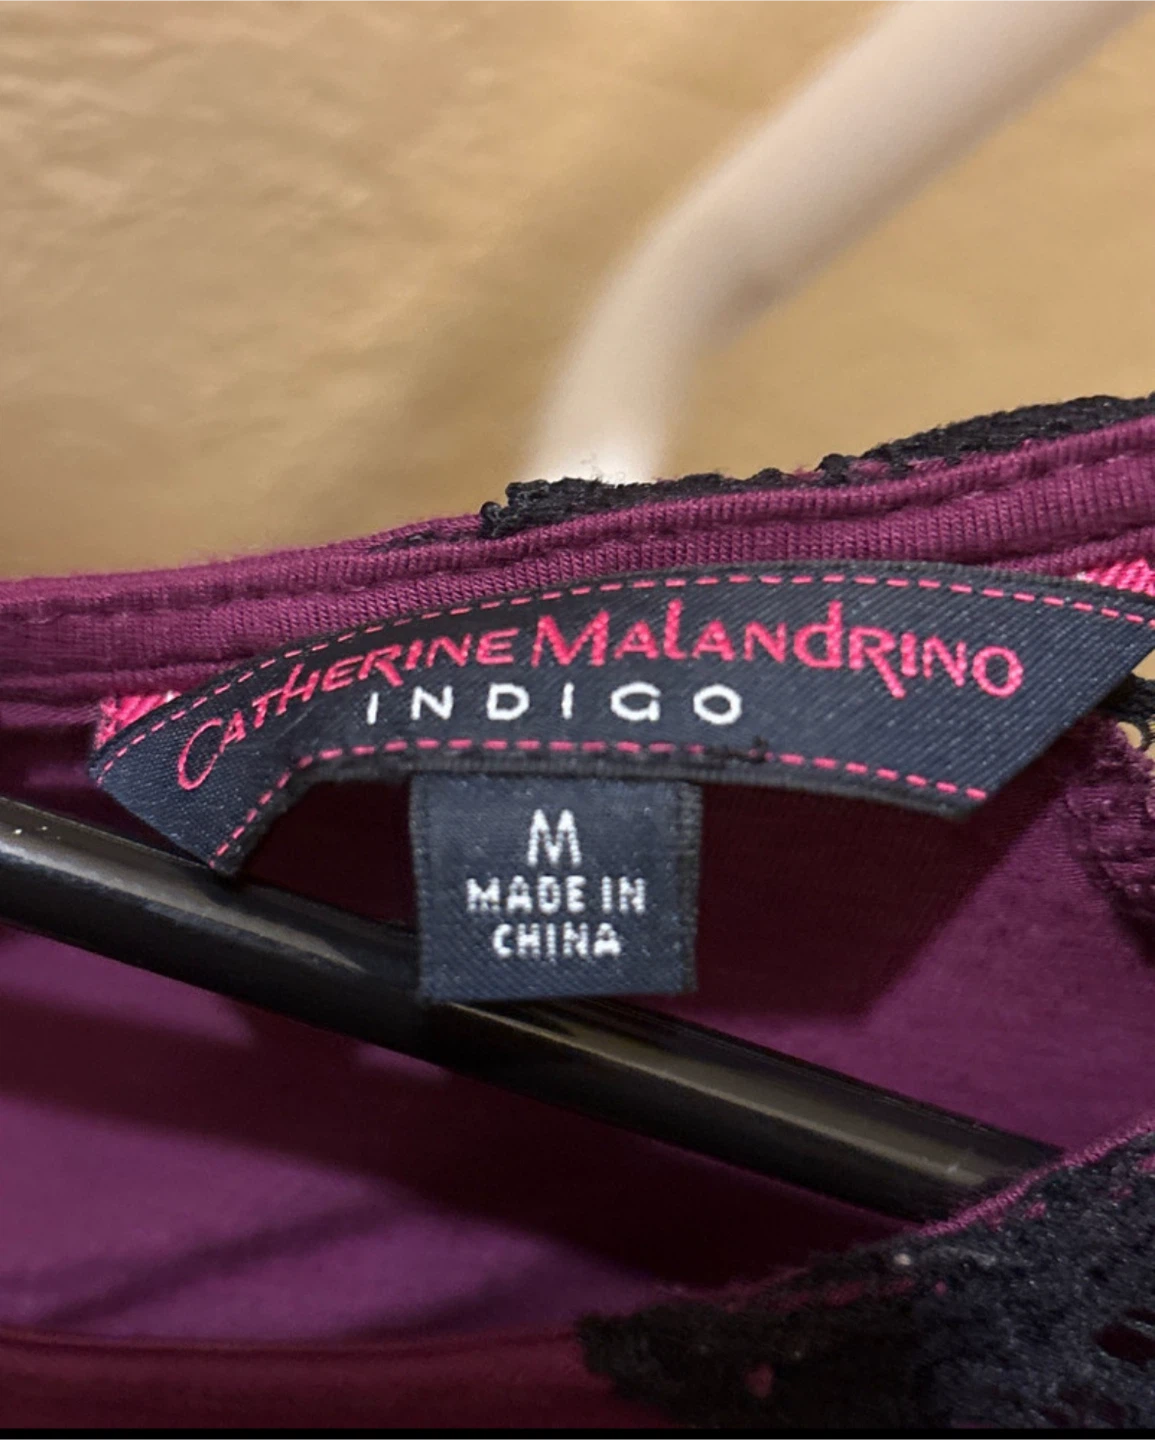 CATHERINE MALANDRINO
INDIGO
M
MADE IN
CHINA